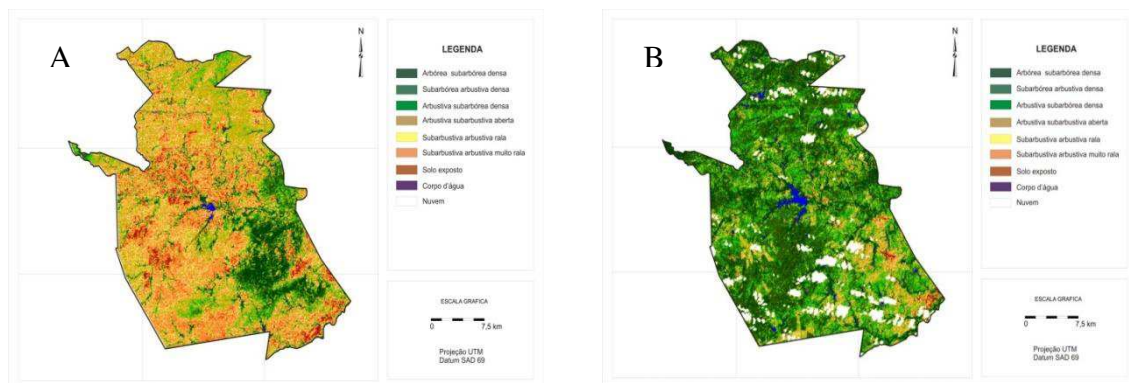 A
N
LEGENDA
Arbórea subarbórea densa
Subarbórea arbustiva densa
Arbustiva subarbórea densa
Arbustiva subarbustiva aberta
Subarbustiva arbustiva rala
Subarbustiva arbustiva muito rala
Solo exposto
Corpo d'água
Nuvem
ESCALA GRAFICA
0 7,5 km
Projeção UTM
Datum SAD 69
B
N
LEGENDA
Arbórea subarbórea densa
Subarbórea arbustiva densa
Arbustiva subarbórea densa
Arbustiva subarbustiva aberta
Subarbustiva arbustiva rala
Subarbustiva arbustiva muito rala
Solo exposto
Corpo d'água
Nuvem
ESCALA GRAFICA
0 7,5 km
Projeção UTM
Datum SAD 69